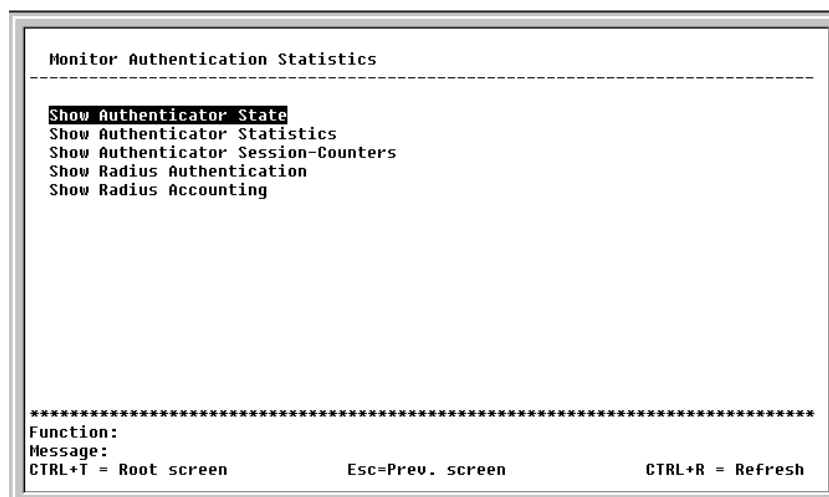 Monitor Authentication Statistics
--------------------------------------------------------------------------------
Show Authenticator State
Show Authenticator Statistics
Show Authenticator Session-Counters
Show Radius Authentication
Show Radius Accounting
********************************************************************************
Function:
Message:
CTRL+T = Root screen Esc=Prev. screen CTRL+R = Refresh